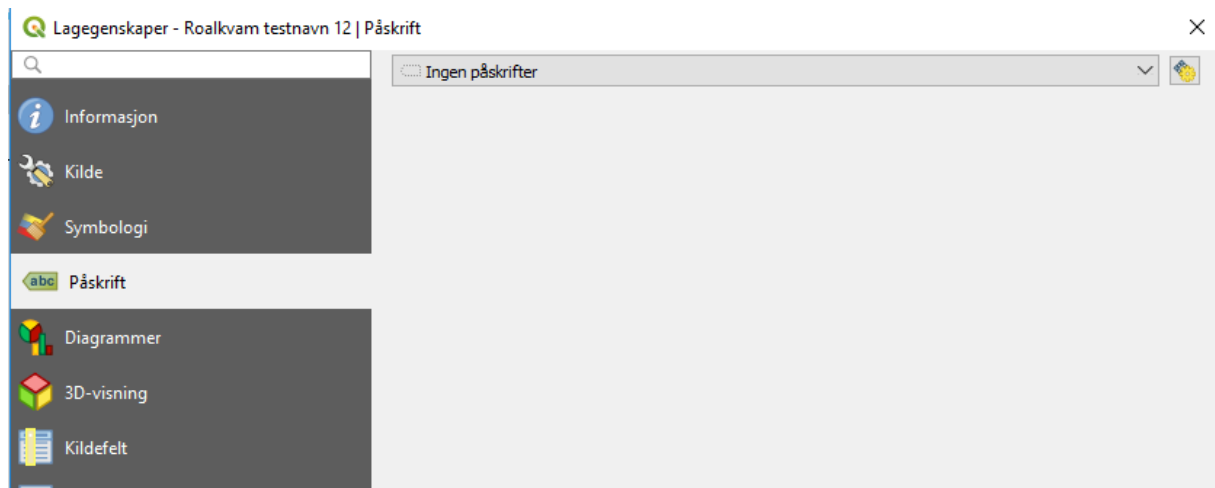 Lagegenskaper - Roalkvam testnavn 12 | Påskrift
Ingen påskrifter
Informasjon
Kilde
Symbologi
abc Påskrift
Diagrammer
3D-visning
Kildefelt